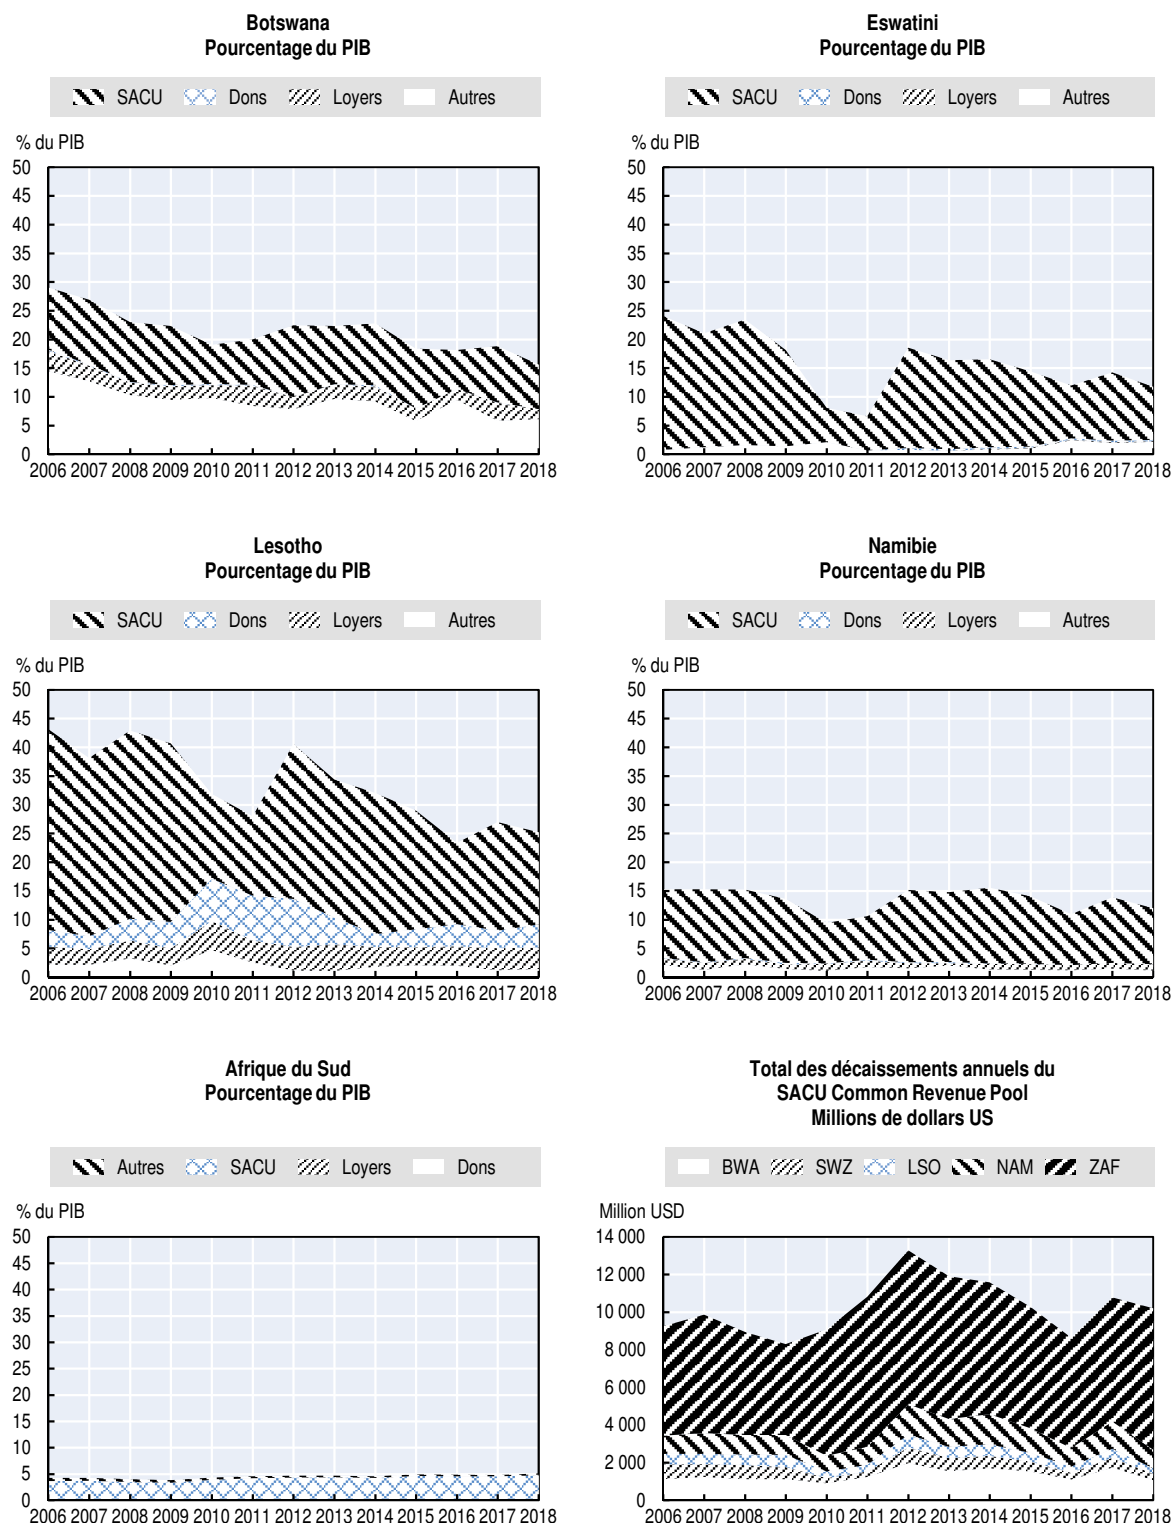 Botswana
Pourcentage du PIB
SACU Dons Loyers Autres
% du PIB
50
45
40
35
30
25
20
15
10
5
0
2006 2007 2008 2009 2010 2011 2012 2013 2014 2015 2016 2017 2018
Eswatini
Pourcentage du PIB
SACU Dons Loyers Autres
% du PIB
50
45
40
35
30
25
20
15
10
5
0
2006 2007 2008 2009 2010 2011 2012 2013 2014 2015 2016 2017 2018
Lesotho
Pourcentage du PIB
SACU Dons Loyers Autres
% du PIB
50
45
40
35
30
25
20
15
10
5
0
2006 2007 2008 2009 2010 2011 2012 2013 2014 2015 2016 2017 2018
Namibie
Pourcentage du PIB
SACU Dons Loyers Autres
% du PIB
50
45
40
35
30
25
20
15
10
5
0
2006 2007 2008 2009 2010 2011 2012 2013 2014 2015 2016 2017 2018
Afrique du Sud
Pourcentage du PIB
Autres SACU Loyers Dons
% du PIB
50
45
40
35
30
25
20
15
10
5
0
2006 2007 2008 2009 2010 2011 2012 2013 2014 2015 2016 2017 2018
Total des décaissements annuels du
SACU Common Revenue Pool
Millions de dollars US
BWA SWZ LSO NAM ZAF
Million USD
14 000
12 000
10 000
8 000
6 000
4 000
2 000
0
2006 2007 2008 2009 2010 2011 2012 2013 2014 2015 2016 2017 2018